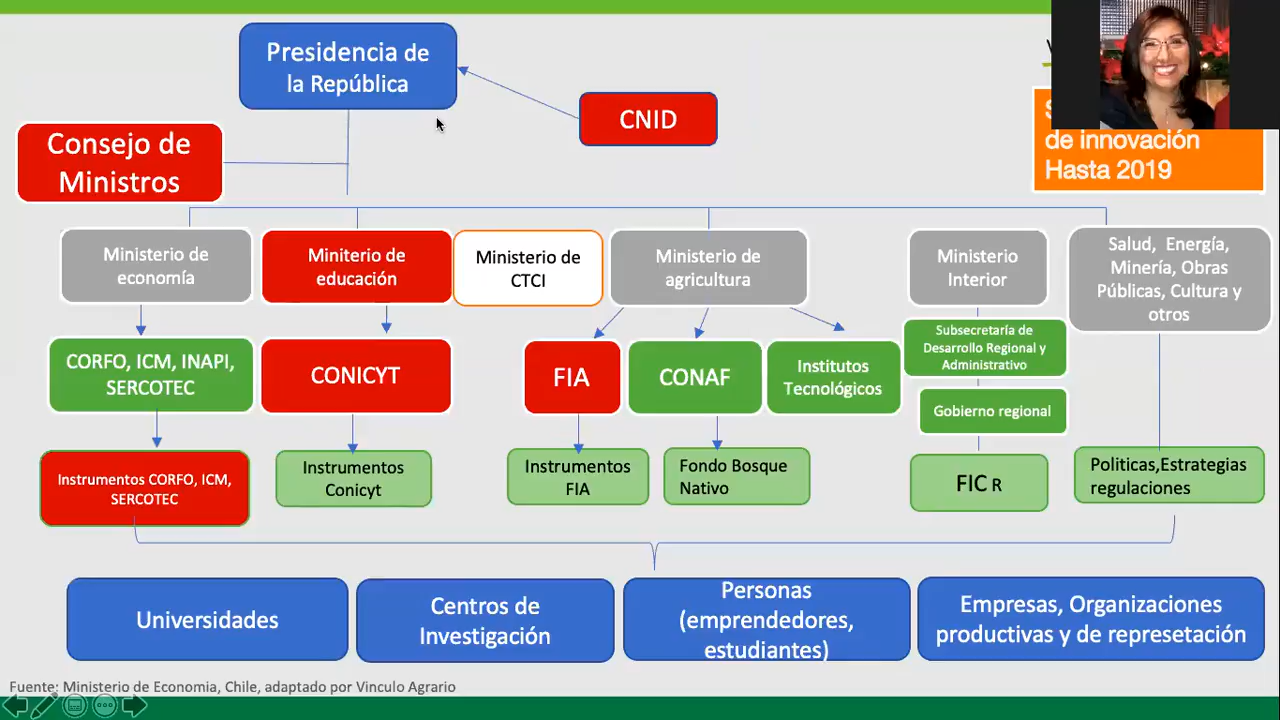 Presidencia de
la República
CNID
Consejo de
Ministros
de innovación
Hasta 2019
Ministerio de
economía
Miniterio de
educación
Ministerio de
CTCI
Ministerio de
agricultura
Ministerio
Interior
Salud, Energía,
Minería, Obras
Públicas, Cultura y
otros
CORFO, ICM, INAPI,
SERCOTEC
CONICYT
FIA
CONAF
Institutos
Tecnológicos
Subsecretaría de
Desarrollo Regional y
Administrativo
Gobierno regional
Instrumentos CORFO, ICM,
SERCOTEC
Instrumentos
Conicyt
Instrumentos
FIA
Fondo Bosque
Nativo
FIC R
Politicas,Estrategias
regulaciones
Universidades
Centros de
Investigación
Personas
(emprendedores,
estudiantes)
Empresas, Organizaciones
productivas y de represetación
Fuente: Ministerio de Economia, Chile, adaptado por Vinculo Agrario